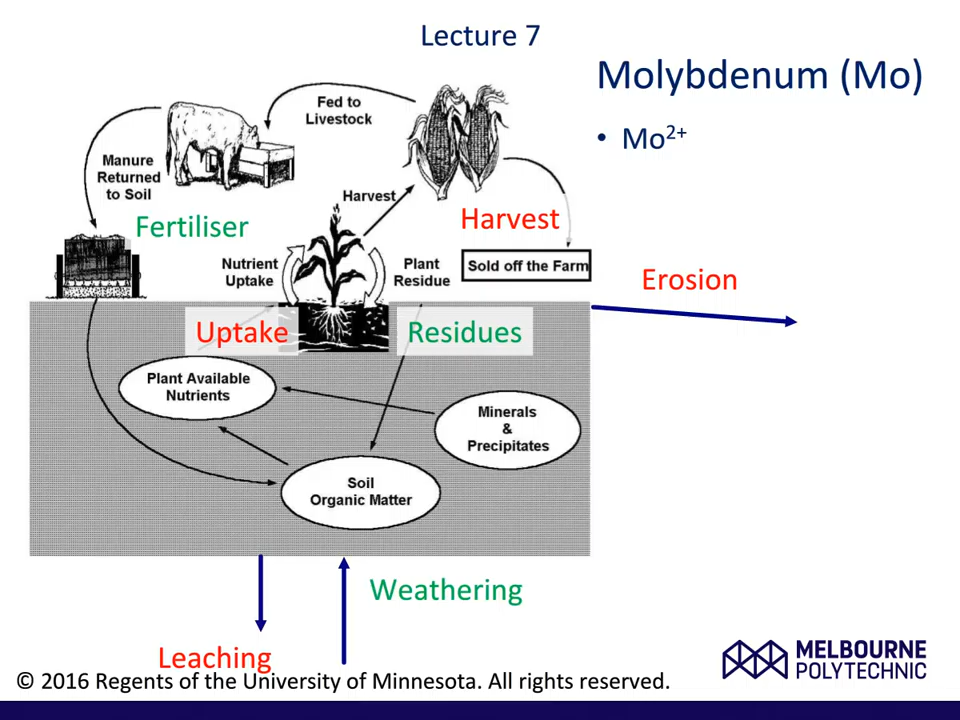 Lecture 7
Molybdenum (Mo)
• Mo²⁺
Fed to
Livestock
Manure
Returned
to Soil
Harvest
Fertiliser
Harvest
Nutrient
Uptake
Plant
Residue
Sold off the Farm
Erosion
Uptake
Residues
Plant Available
Nutrients
Minerals
&
Precipitates
Soil
Organic Matter
Weathering
Leaching
MELBOURNE
POLYTECHNIC
© 2016 Regents of the University of Minnesota. All rights reserved.